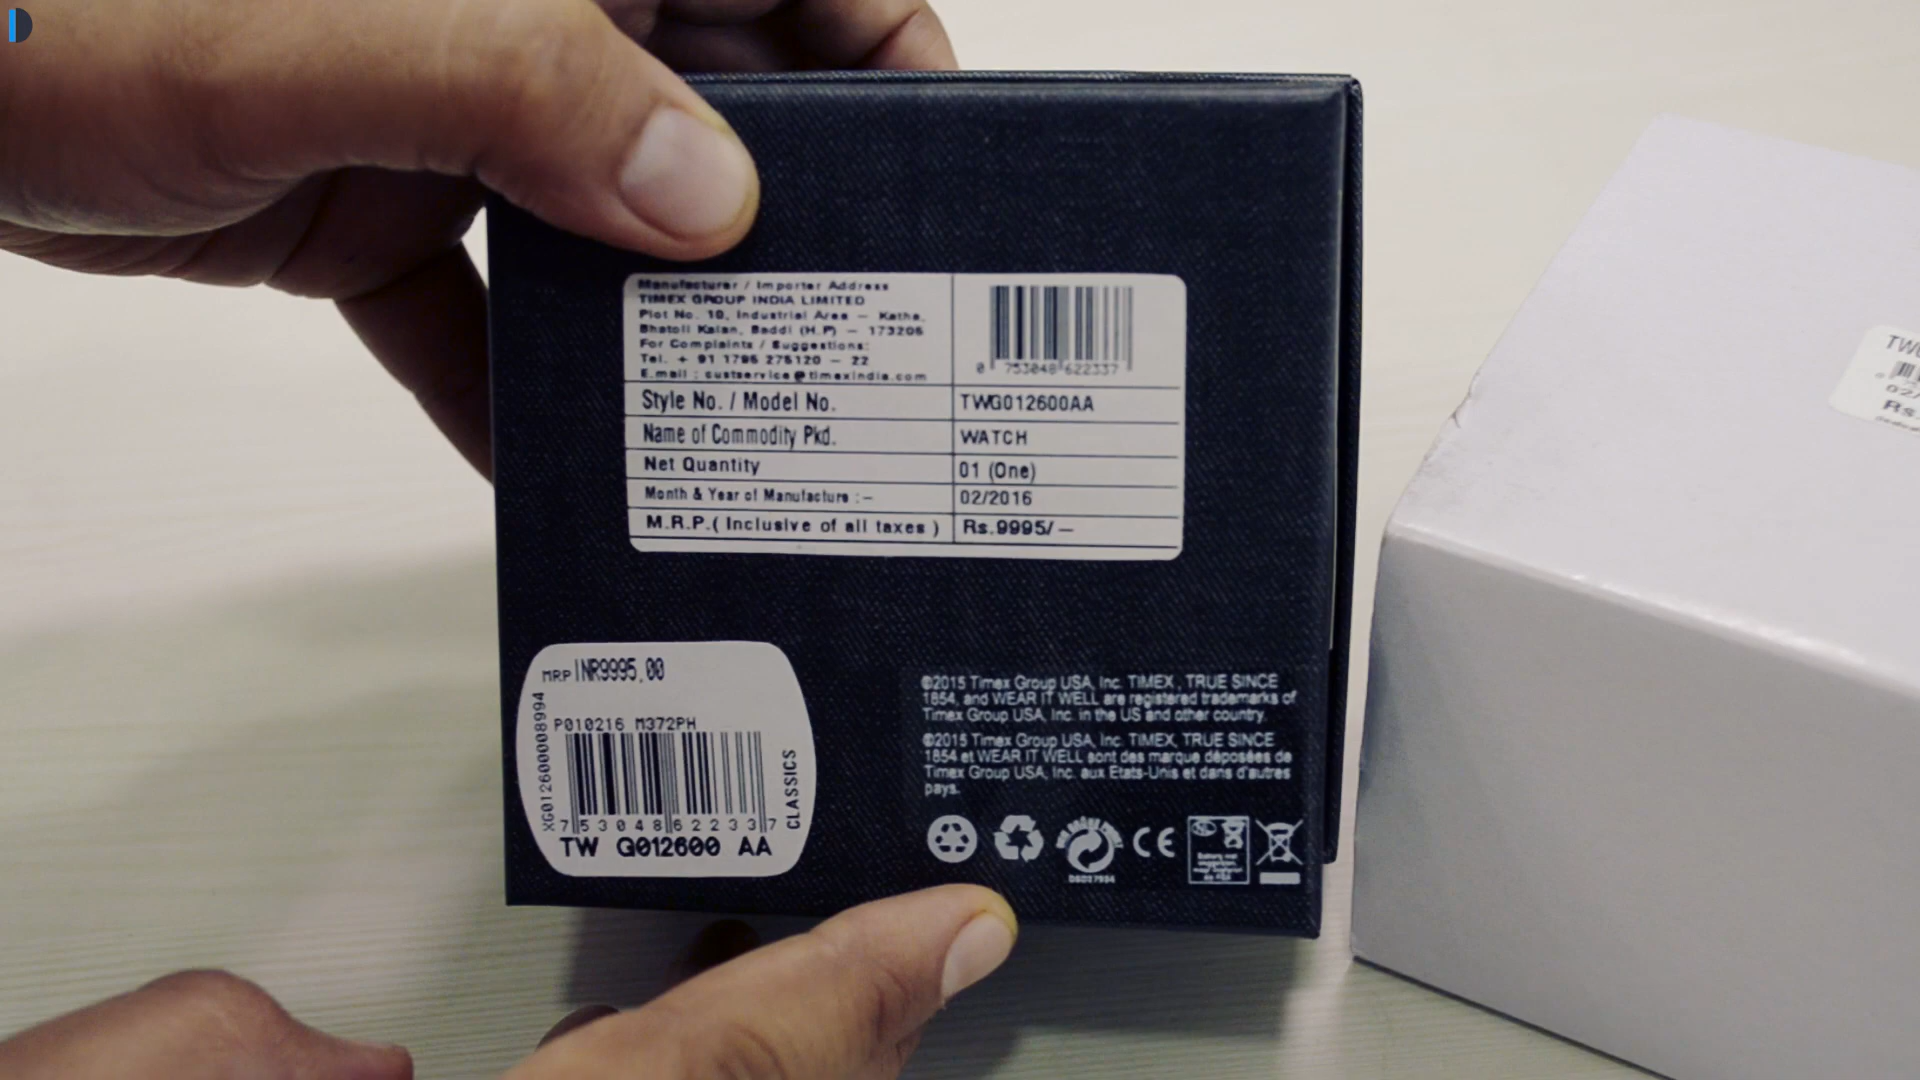 Manufacturer / Importer Address
TIMEX GROUP INDIA LIMITED
Plot No. 10, Industrial Area – Katha,
Bhatoli Kalan, Baddi (H.P) – 173205
For Complaints / Suggestions:
Tel. + 91 1795 275120 – 22
E.mail : custservice@timexindia.com
0 753048 622337
Style No. / Model No. TWG012600AA
Name of Commodity Pkd. WATCH
Net Quantity 01 (One)
Month & Year of Manufacture :– 02/2016
M.R.P.( Inclusive of all taxes ) Rs.9995/–
MRP INR9995.00
P010216 M372PH
XG012600008994
CLASSICS
7 53048 62233 7
TW G012600 AA
©2015 Timex Group USA, Inc. TIMEX , TRUE SINCE
1854, and WEAR IT WELL are registered trademarks of
Timex Group USA, Inc. in the US and other country.
©2015 Timex Group USA, Inc. TIMEX, TRUE SINCE
1854 et WEAR IT WELL sont des marque déposées de
Timex Group USA, Inc. aux Etats-Unis et dans d'autres
pays.
CE
TWG
02/
Rs.